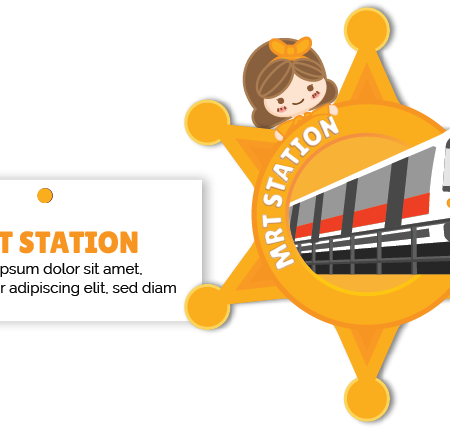 T STATION
psum dolor sit amet,
r adipiscing elit, sed diam
MRT STATION